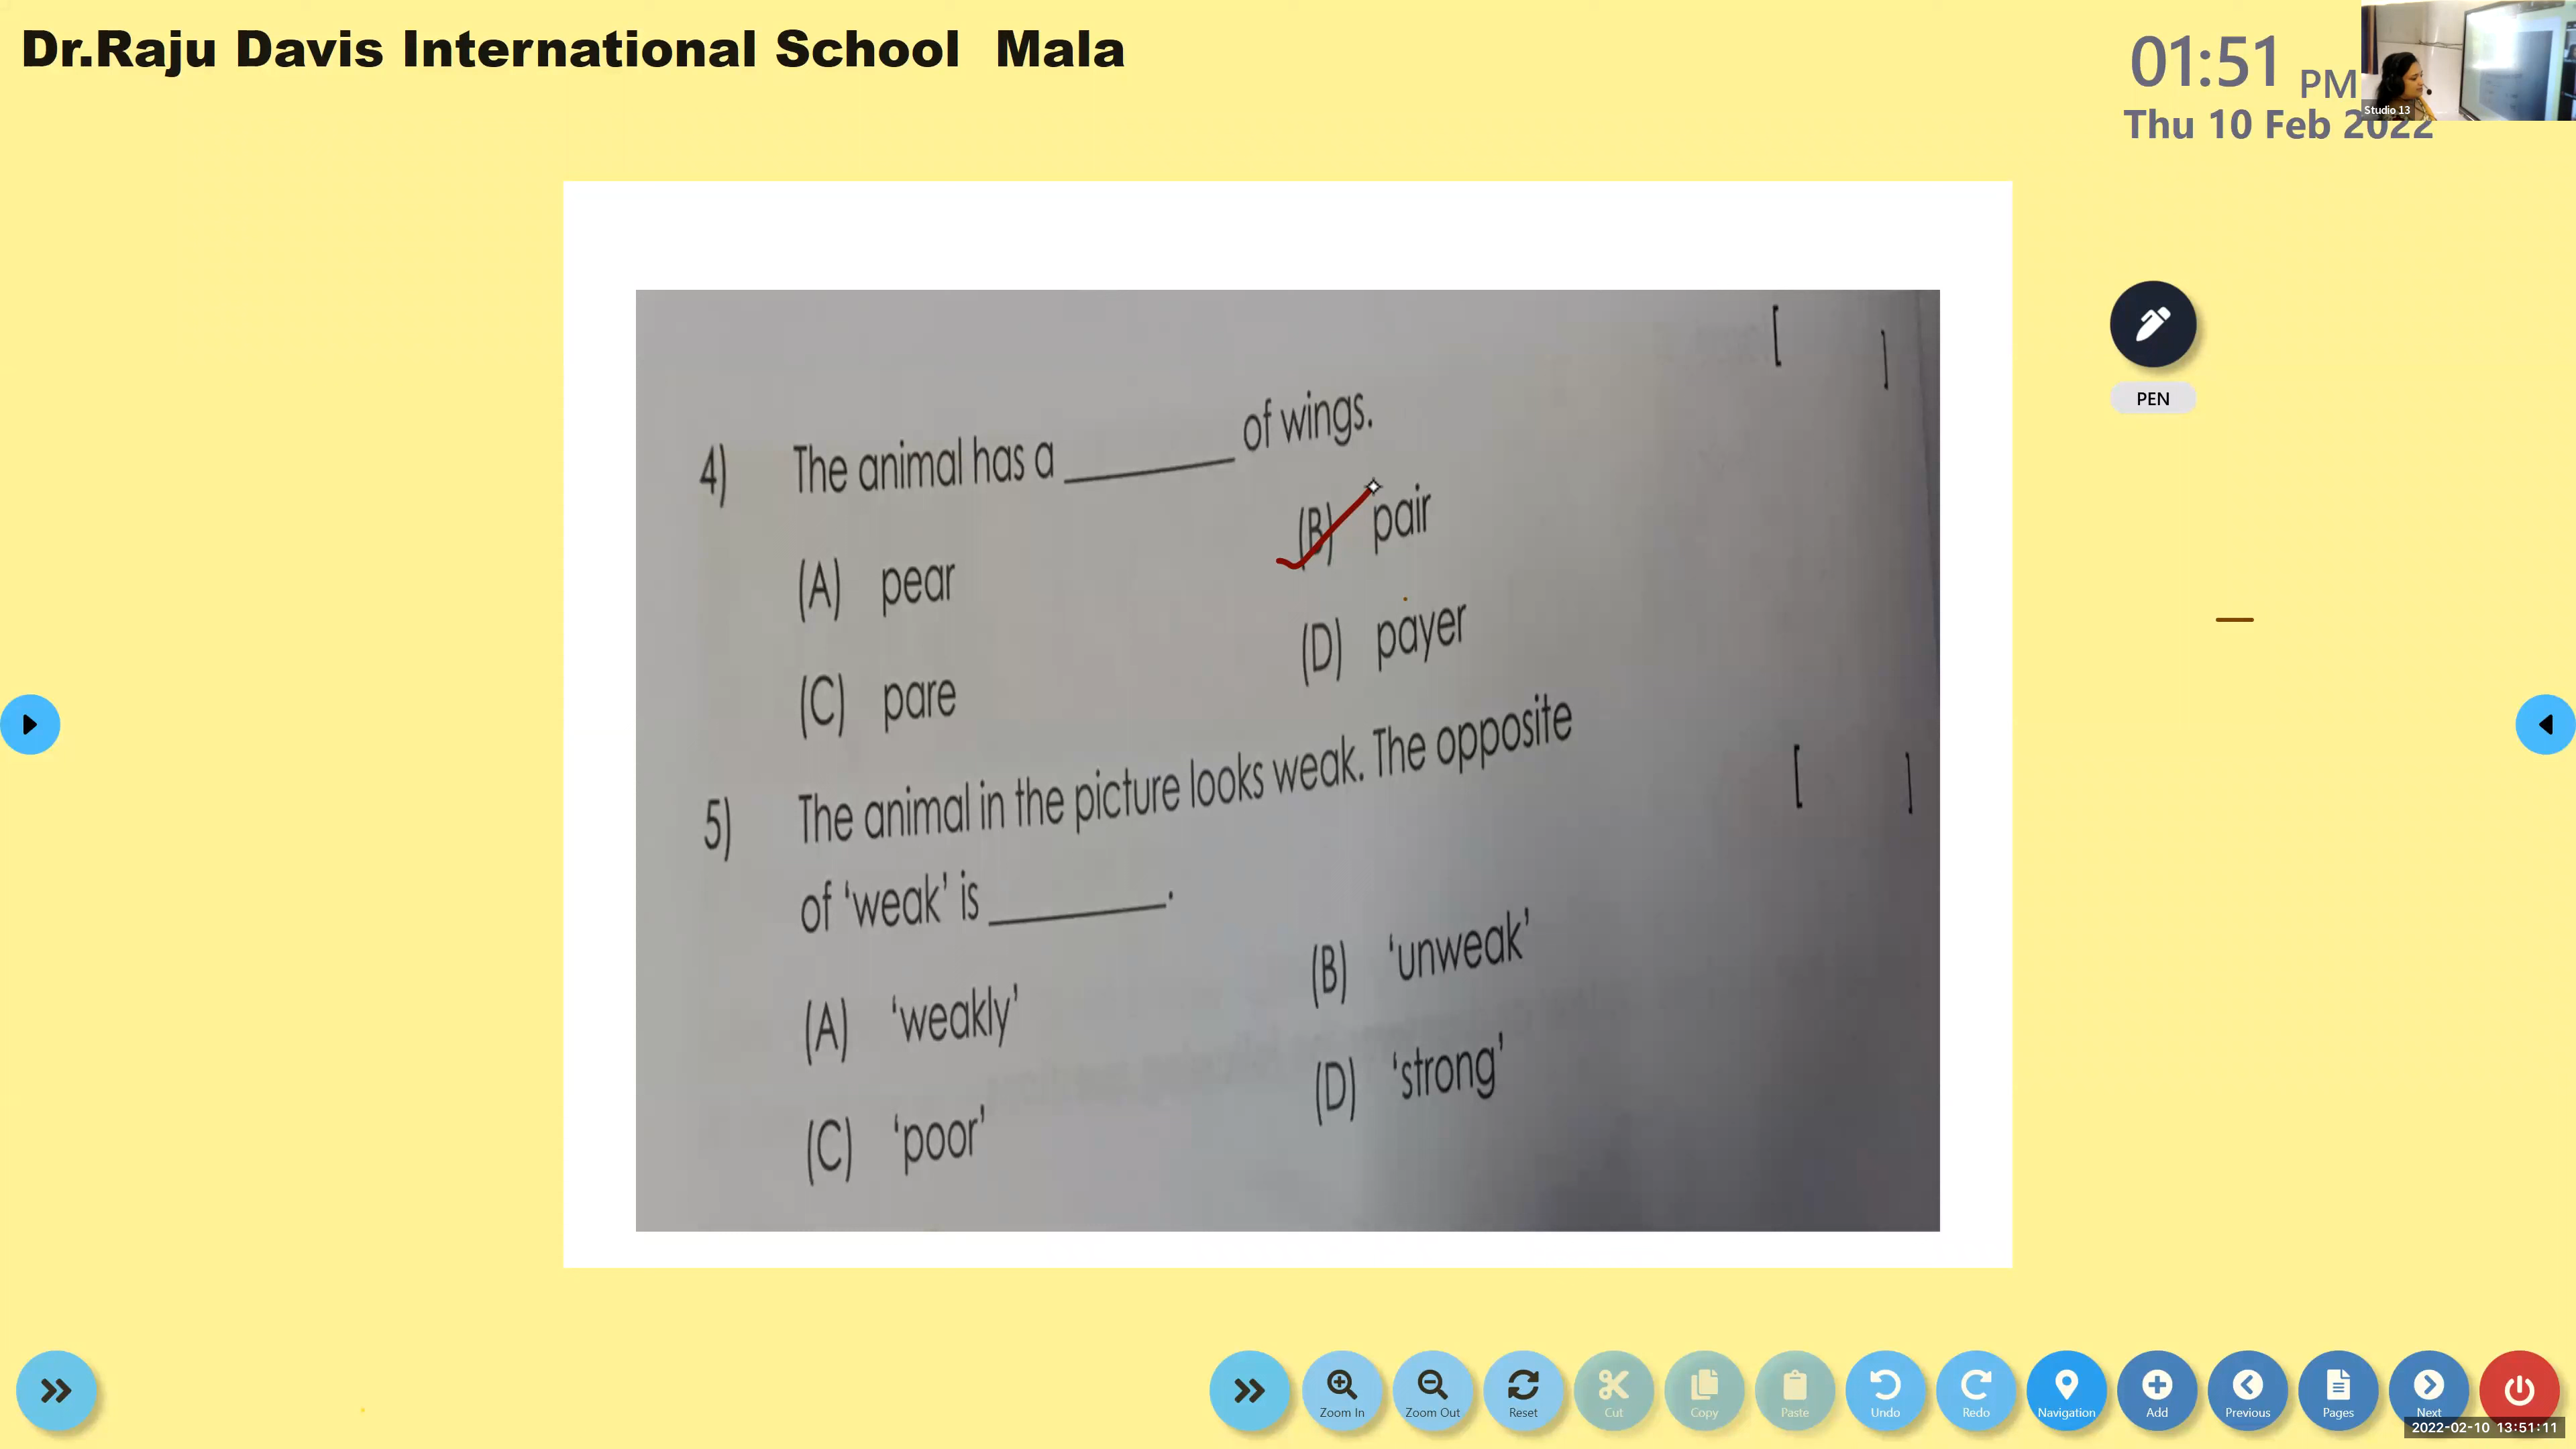 Dr.Raju Davis International School Mala
01:51 PM
Thu 10 Feb 2022
Studio 13
PEN
[ ]
4) The animal has a ________ of wings.
(A) pear (B) pair
(C) pare (D) payer
5) The animal in the picture looks weak. The opposite [ ]
of ‘weak’ is ________.
(A) ‘weakly’ (B) ‘unweak’
(C) ‘poor’ (D) ‘strong’
Zoom In Zoom Out Reset Cut Copy Paste Undo Redo Navigation Add Previous Pages Next
2022-02-10 13:51:11